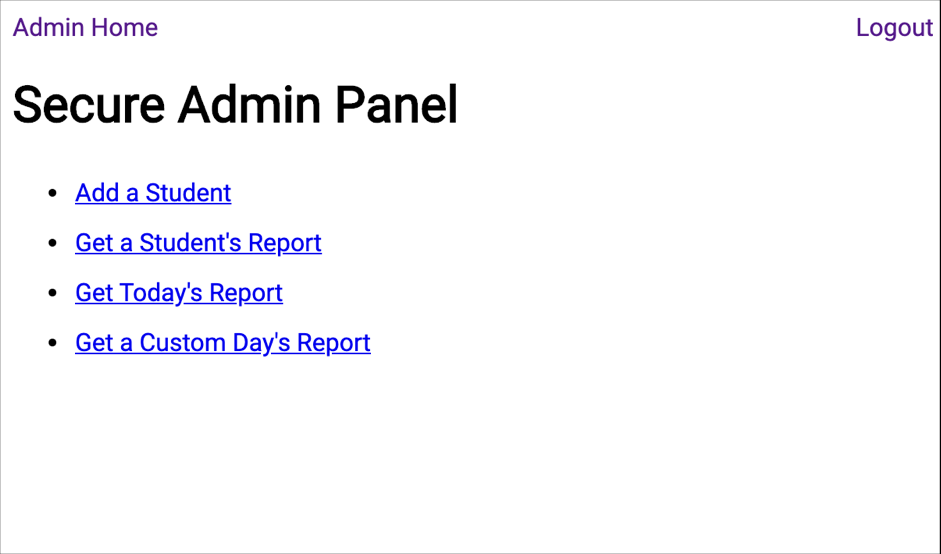 Admin Home Logout
Secure Admin Panel
Add a Student
Get a Student's Report
Get Today's Report
Get a Custom Day's Report